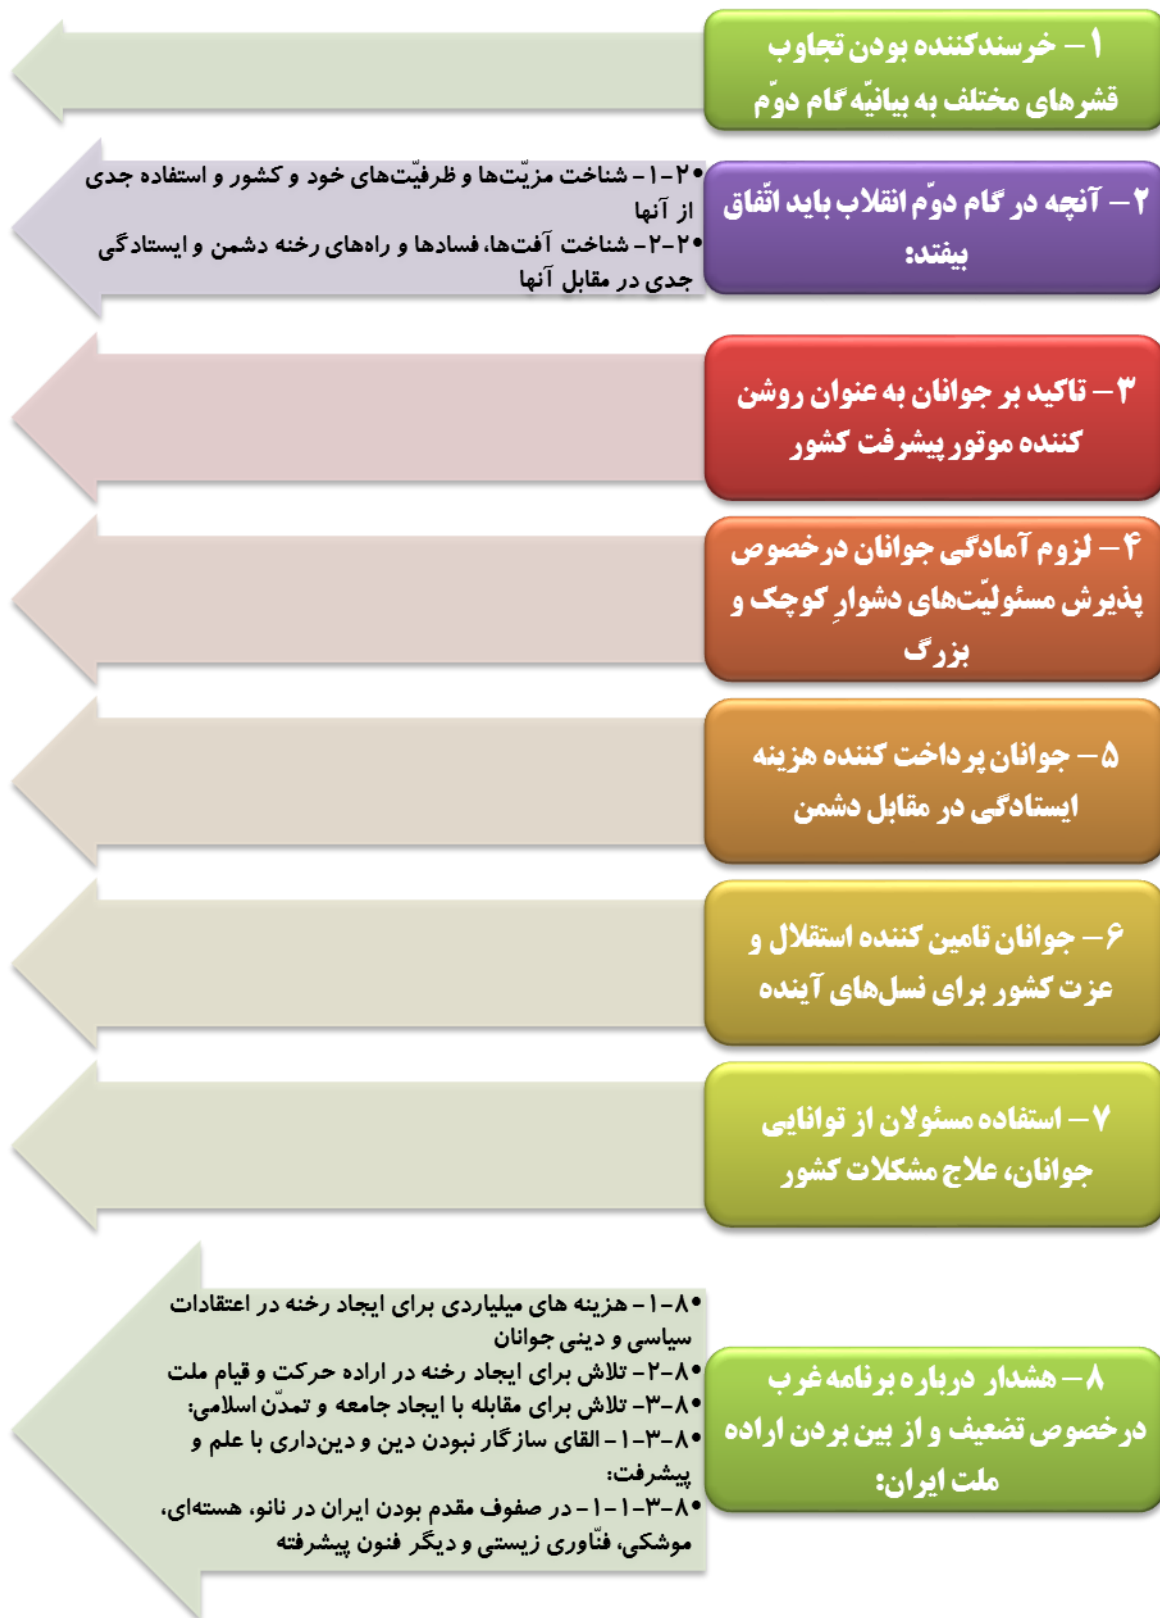 ۱- خرسندکننده بودن تجاوب
قشرهای مختلف به بیانیّه گام دوّم
۲- آنچه در گام دوّم انقلاب باید اتّفاق
بیفتد:
•۲-۱- شناخت مزیّت‌ها و ظرفیّت‌های خود و کشور و استفاده جدی
از آنها
•۲-۲- شناخت آفت‌ها، فسادها و راه‌های رخنه دشمن و ایستادگی
جدی در مقابل آنها
۳- تاکید بر جوانان به عنوان روشن
کننده موتور پیشرفت کشور
۴- لزوم آمادگی جوانان درخصوص
پذیرش مسئولیّت‌های دشوارِ کوچک و
بزرگ
۵- جوانان پرداخت کننده هزینه
ایستادگی در مقابل دشمن
۶- جوانان تامین کننده استقلال و
عزت کشور برای نسل‌های آینده
۷- استفاده مسئولان از توانایی
جوانان، علاج مشکلات کشور
۸- هشدار درباره برنامه غرب
درخصوص تضعیف و از بین بردن اراده
ملت ایران:
•۸-۱- هزینه های میلیاردی برای ایجاد رخنه در اعتقادات
سیاسی و دینی جوانان
•۸-۲- تلاش برای ایجاد رخنه در اراده حرکت و قیام ملت
•۸-۳- تلاش برای مقابله با ایجاد جامعه و تمدّن اسلامی:
•۸-۳-۱- القای سازگار نبودن دین و دین‌داری با علم و
پیشرفت:
•۸-۳-۱-۱- در صفوف مقدم بودن ایران در نانو، هسته‌ای،
موشکی، فنّاوری زیستی و دیگر فنون پیشرفته